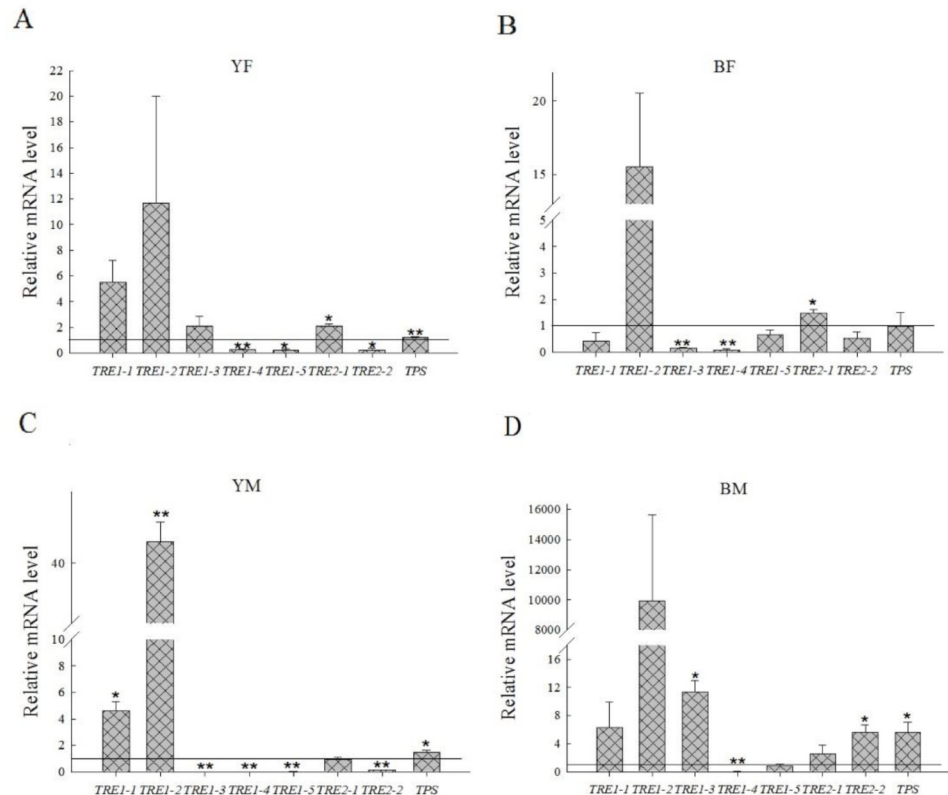 A
YF
Relative mRNA level
22
20
18
16
14
12
10
8
6
4
2
0
** * * * **
TRE1-1 TRE1-2 TRE1-3 TRE1-4 TRE1-5 TRE2-1 TRE2-2 TPS
B
BF
Relative mRNA level
20
15
5
4
3
2
1
0
** ** *
TRE1-1 TRE1-2 TRE1-3 TRE1-4 TRE1-5 TRE2-1 TRE2-2 TPS
C
YM
Relative mRNA level
40
10
8
6
4
2
0
* ** ** ** ** ** *
TRE1-1 TRE1-2 TRE1-3 TRE1-4 TRE1-5 TRE2-1 TRE2-2 TPS
D
BM
Relative mRNA level
16000
14000
12000
10000
8000
16
12
8
4
0
* ** * *
TRE1-1 TRE1-2 TRE1-3 TRE1-4 TRE1-5 TRE2-1 TRE2-2 TPS